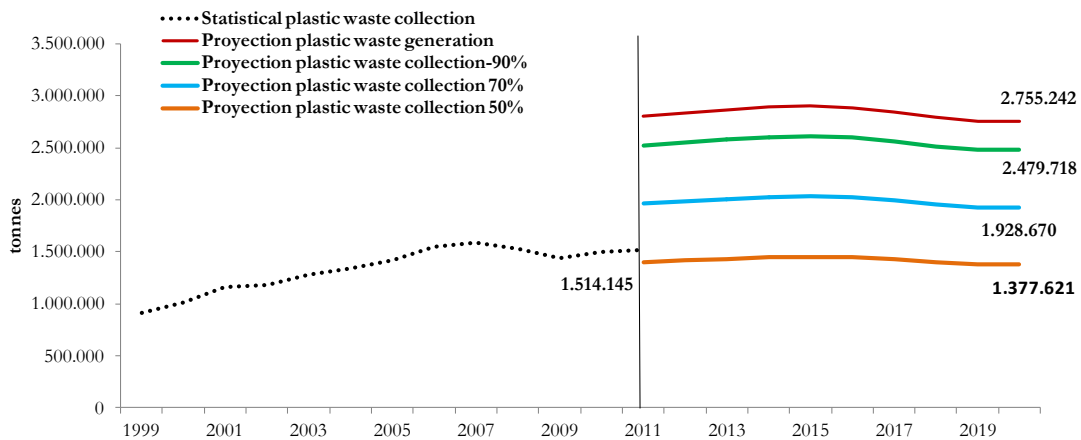 Statistical plastic waste collection
Proyection plastic waste generation
Proyection plastic waste collection-90%
Proyection plastic waste collection 70%
Proyection plastic waste collection 50%
3.500.000
3.000.000
2.500.000
2.000.000
1.500.000
1.000.000
500.000
0
tonnes
2.755.242
2.479.718
1.928.670
1.514.145
1.377.621
1999 2001 2003 2005 2007 2009 2011 2013 2015 2017 2019